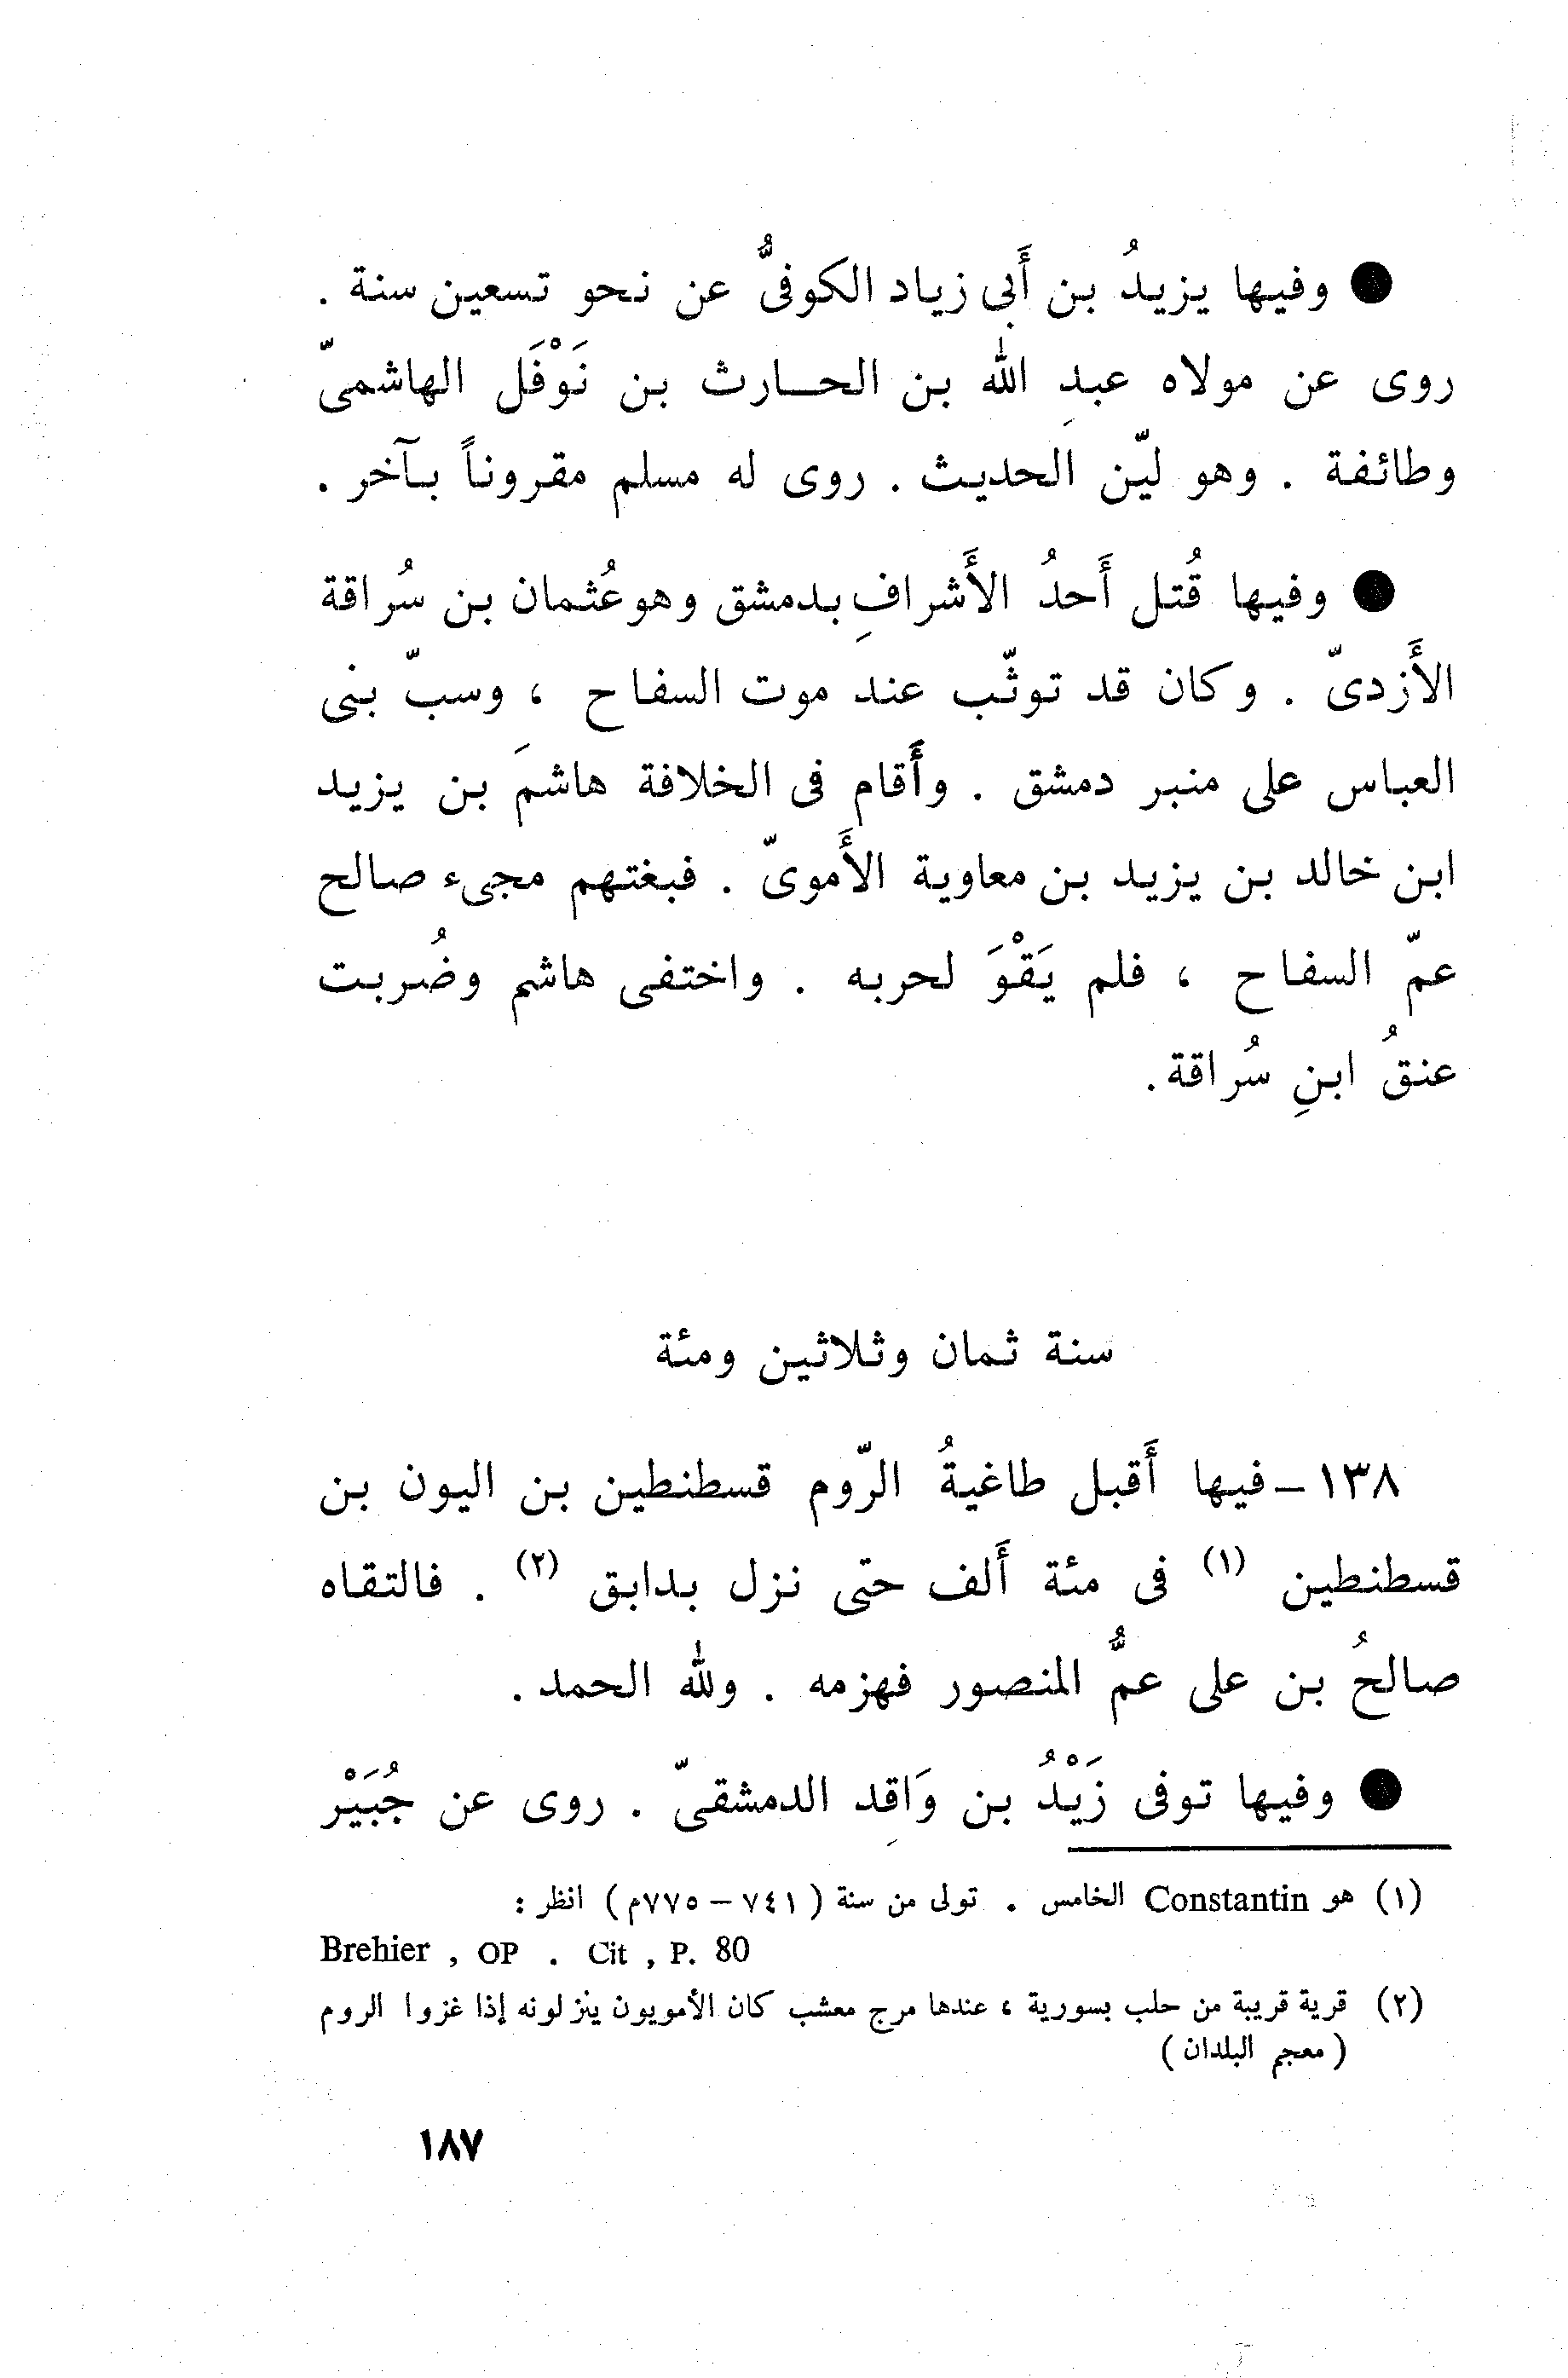 ● وفيها يزيدُ بن أَبى زياد الكوفىُّ عن نحو تسعين سنة .
روى عن مولاه عبدِ الله بن الحـــارث بن نَوْفَل الهاشمىّ
وطائفة . وهو ليّن الحديث . روى له مسلم مقروناً بآخر .
● وفيها قُتل أَحدُ الأَشرافِ بدمشق وهو عُثمان بن سُراقة
الأَزدىّ . وكان قد توثّب عند موت السفاح ، وسبّ بنى
العباس على منبر دمشق . وأَقام فى الخلافة هاشمَ بن يزيد
ابن خالد بن يزيد بن معاوية الأَموىّ . فبغتهم مجىء صالح
عمّ السفاح ، فلم يَقْوَ لحربه . واختفى هاشم وضُربت
عنقُ ابنِ سُراقة .
سنة ثمان وثلاثين ومئة
١٣٨ – فيها أَقبل طاغيةُ الرّوم قسطنطين بن اليون بن
قسطنطين (١) فى مئة أَلف حتى نزل بدابق (٢) . فالتقاه
صالحُ بن على عمُّ المنصور فهزمه . ولله الحمد .
● وفيها توفى زَيْدُ بن وَاقِد الدمشقىّ . روى عن جُبَيْر
(١) هو Constantin الخامس . تولى من سنة ( ٧٤١ – ٧٧٥م ) انظر :
Brehier , OP . Cit , P. 80
(٢) قرية قريبة من حلب بسورية ، عندها مرج معشب كان الأمويون ينزلونه إذا غزوا الروم
( معجم البلدان )
١٨٧